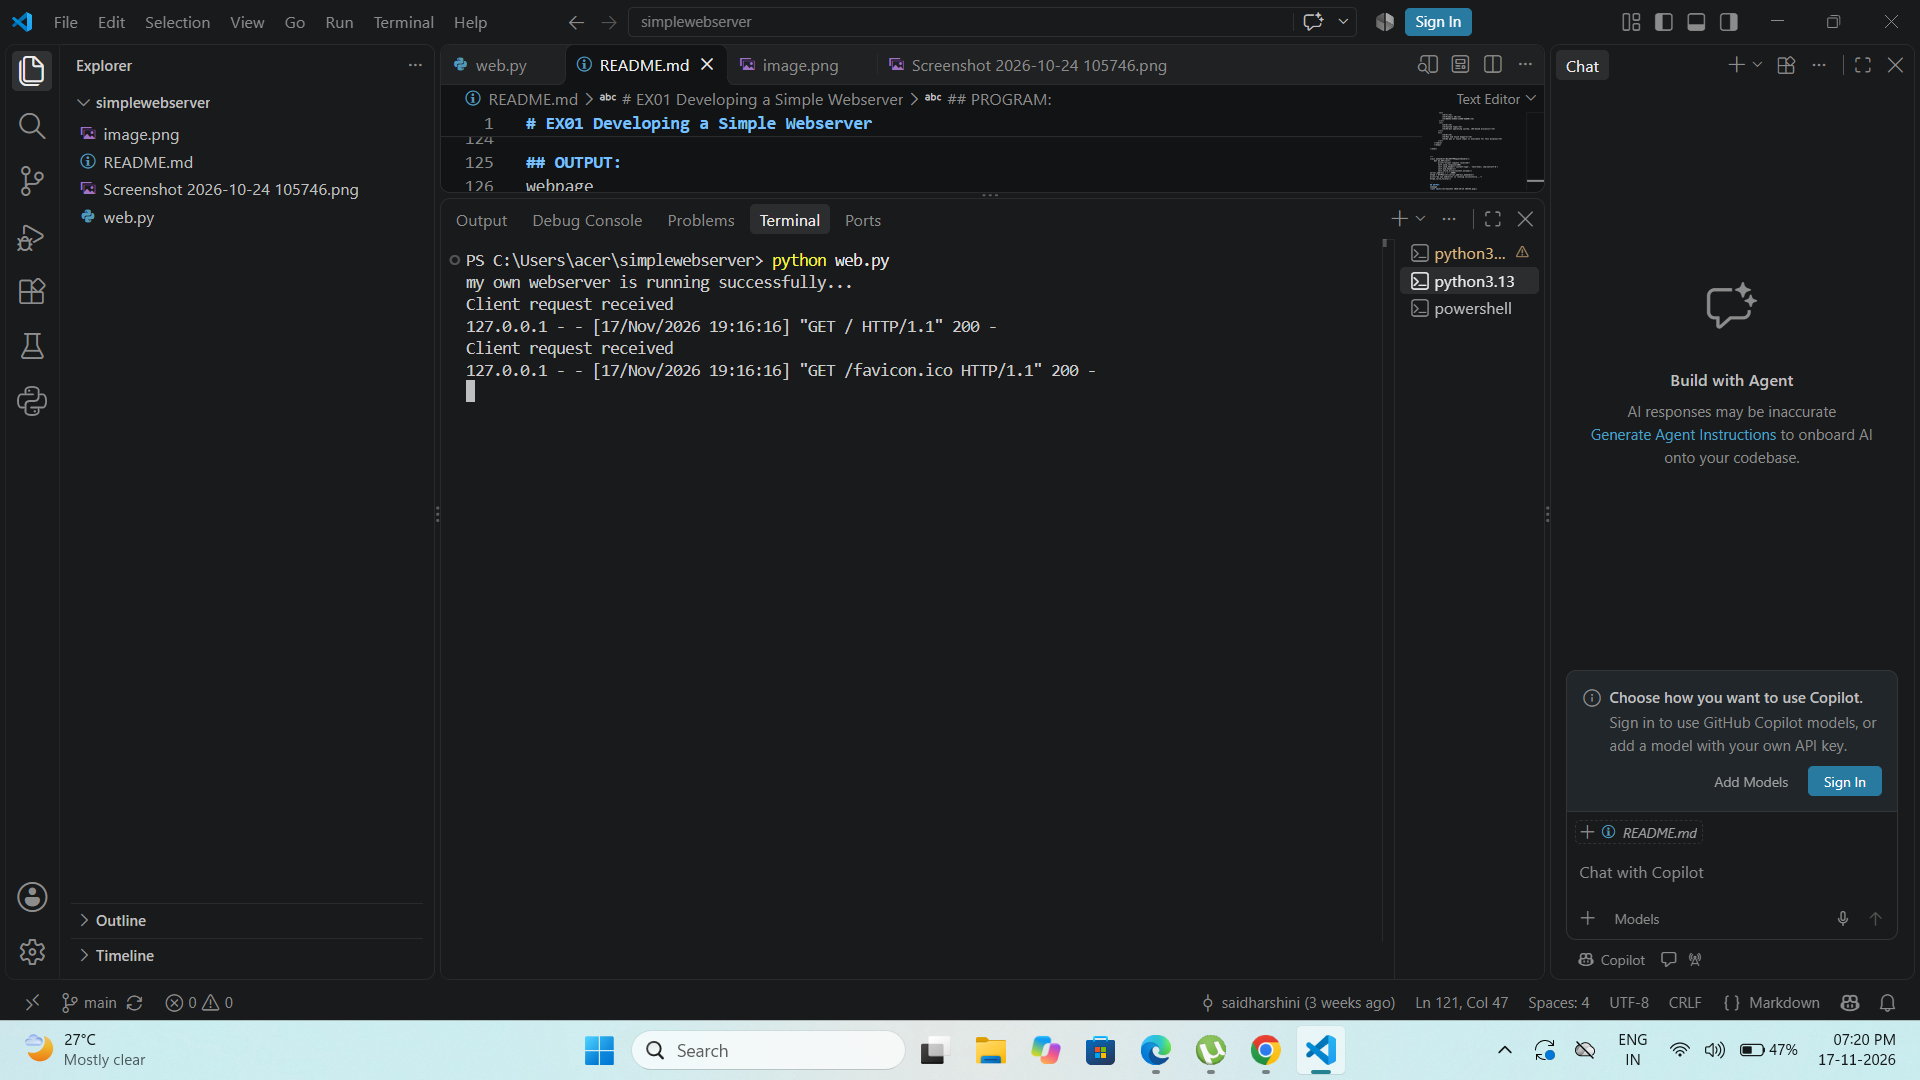 File Edit Selection View Go Run Terminal Help
simplewebserver
Sign In
Explorer
simplewebserver
image.png
README.md
Screenshot 2026-10-24 105746.png
web.py
Outline
Timeline
web.py
README.md
image.png
Screenshot 2026-10-24 105746.png
README.md > abc # EX01 Developing a Simple Webserver > abc ## PROGRAM:
Text Editor
1 # EX01 Developing a Simple Webserver
124
125 ## OUTPUT:
126 webpage
Output Debug Console Problems Terminal Ports
PS C:\Users\acer\simplewebserver> python web.py
my own webserver is running successfully...
Client request received
127.0.0.1 - - [17/Nov/2026 19:16:16] "GET / HTTP/1.1" 200 -
Client request received
127.0.0.1 - - [17/Nov/2026 19:16:16] "GET /favicon.ico HTTP/1.1" 200 -
python3...
python3.13
powershell
Chat
Build with Agent
AI responses may be inaccurate
Generate Agent Instructions to onboard AI
onto your codebase.
Choose how you want to use Copilot.
Sign in to use GitHub Copilot models, or
add a model with your own API key.
Add Models Sign In
README.md
Chat with Copilot
Models
Copilot
main 0 0
saidharshini (3 weeks ago) Ln 121, Col 47 Spaces: 4 UTF-8 CRLF { } Markdown
27°C
Mostly clear
Search
ENG
IN
47%
07:20 PM
17-11-2026